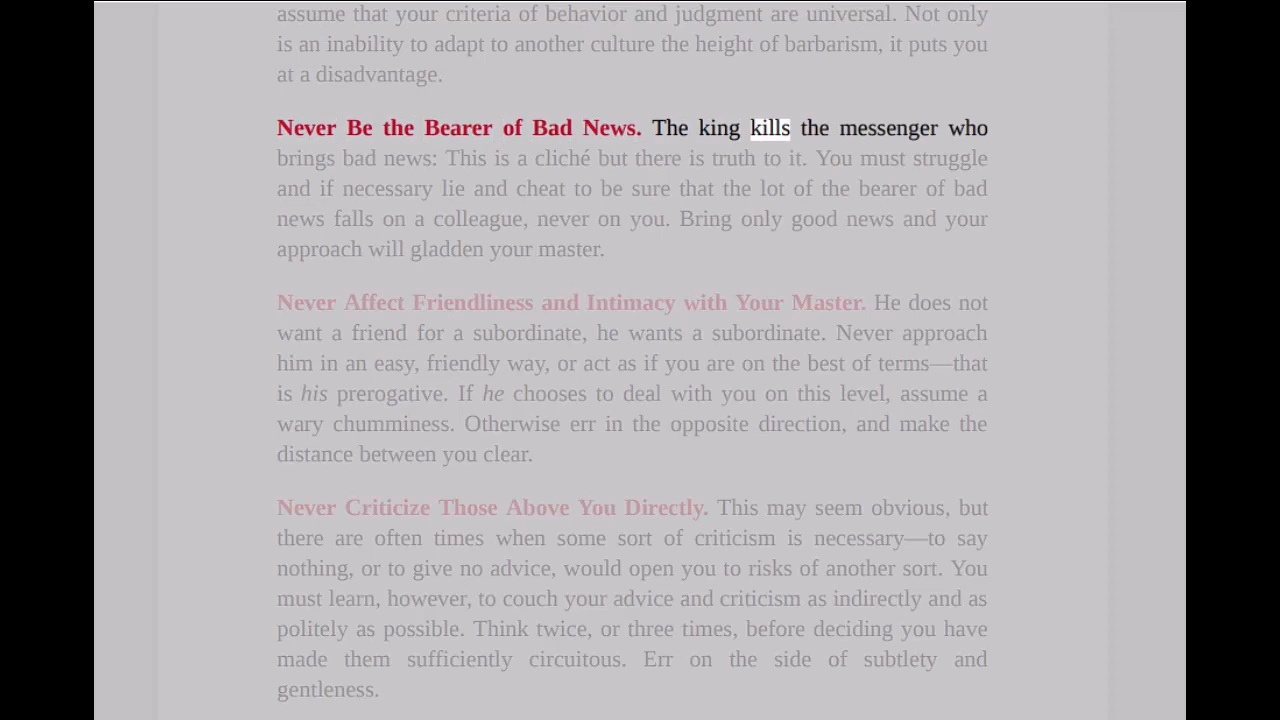 assume that your criteria of behavior and judgment are universal. Not only
is an inability to adapt to another culture the height of barbarism, it puts you
at a disadvantage.
Never Be the Bearer of Bad News. The king kills the messenger who
brings bad news: This is a cliché but there is truth to it. You must struggle
and if necessary lie and cheat to be sure that the lot of the bearer of bad
news falls on a colleague, never on you. Bring only good news and your
approach will gladden your master.
Never Affect Friendliness and Intimacy with Your Master. He does not
want a friend for a subordinate, he wants a subordinate. Never approach
him in an easy, friendly way, or act as if you are on the best of terms—that
is his prerogative. If he chooses to deal with you on this level, assume a
wary chumminess. Otherwise err in the opposite direction, and make the
distance between you clear.
Never Criticize Those Above You Directly. This may seem obvious, but
there are often times when some sort of criticism is necessary—to say
nothing, or to give no advice, would open you to risks of another sort. You
must learn, however, to couch your advice and criticism as indirectly and as
politely as possible. Think twice, or three times, before deciding you have
made them sufficiently circuitous. Err on the side of subtlety and
gentleness.